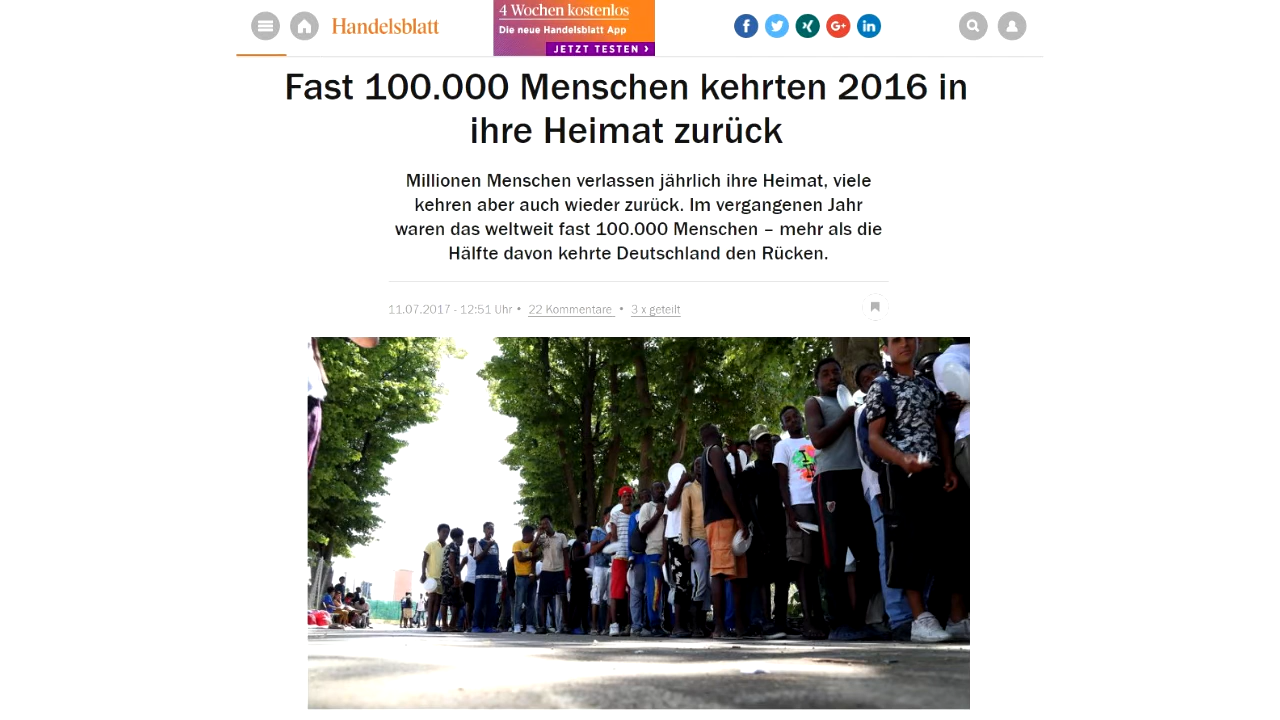 Handelsblatt
4 Wochen kostenlos
Die neue Handelsblatt App
JETZT TESTEN >
Fast 100.000 Menschen kehrten 2016 in
ihre Heimat zurück
Millionen Menschen verlassen jährlich ihre Heimat, viele
kehren aber auch wieder zurück. Im vergangenen Jahr
waren das weltweit fast 100.000 Menschen – mehr als die
Hälfte davon kehrte Deutschland den Rücken.
11.07.2017 - 12:51 Uhr • 22 Kommentare • 3 x geteilt